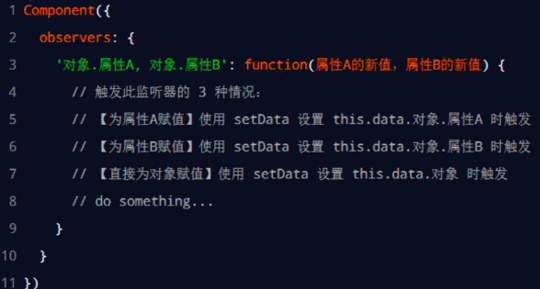 1 Component({
2 observers: {
3 '对象.属性A, 对象.属性B': function(属性A的新值, 属性B的新值) {
4 // 触发此监听器的 3 种情况:
5 // 【为属性A赋值】使用 setData 设置 this.data.对象.属性A 时触发
6 // 【为属性B赋值】使用 setData 设置 this.data.对象.属性B 时触发
7 // 【直接为对象赋值】使用 setData 设置 this.data.对象 时触发
8 // do something...
9 }
10 }
11 })